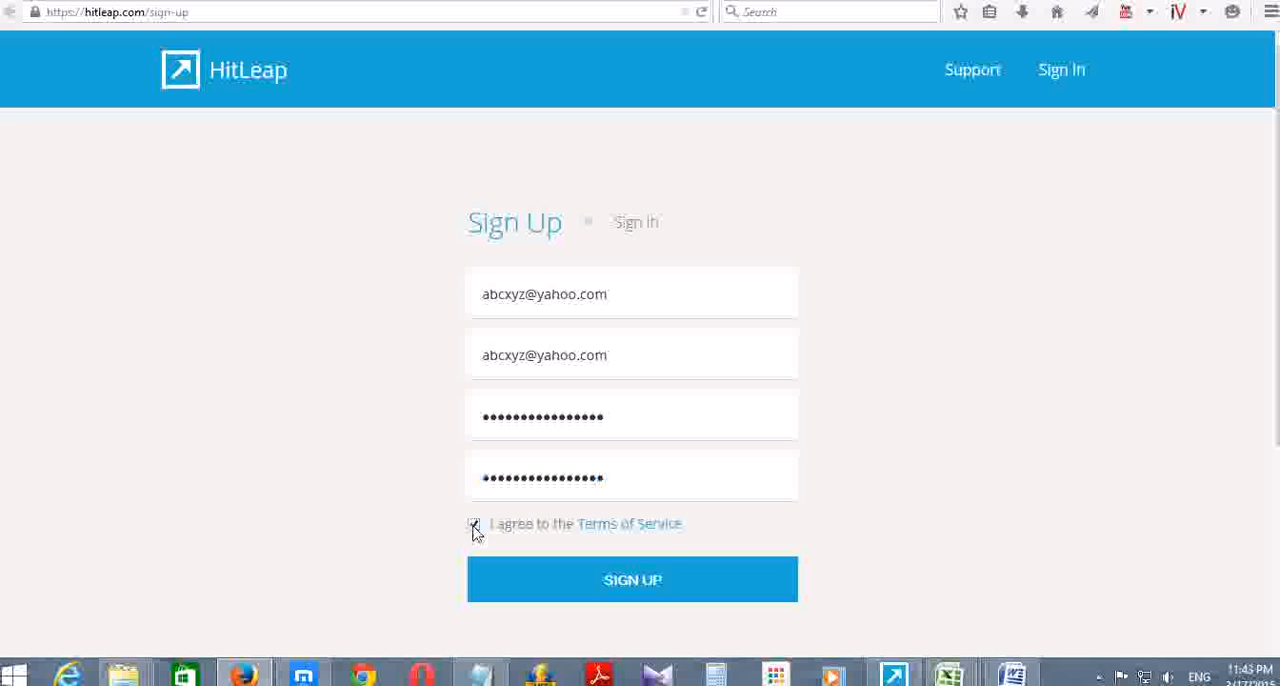 https://hitleap.com/sign-up
Search
HitLeap
Support
Sign In
Sign Up
Sign In
abcxyz@yahoo.com
abcxyz@yahoo.com
••••••••••••••••
••••••••••••••••
I agree to the Terms of Service
SIGN UP
ENG
11:43 PM